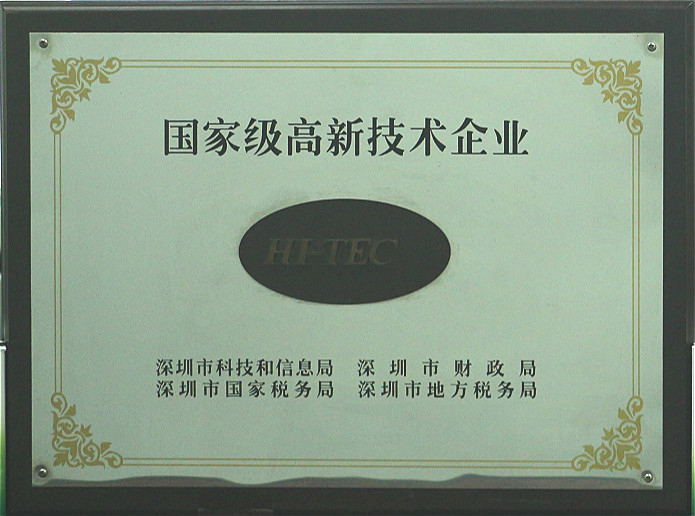 国家级高新技术企业
HI-TEC
深圳市科技和信息局 深圳市财政局
深圳市国家税务局 深圳市地方税务局